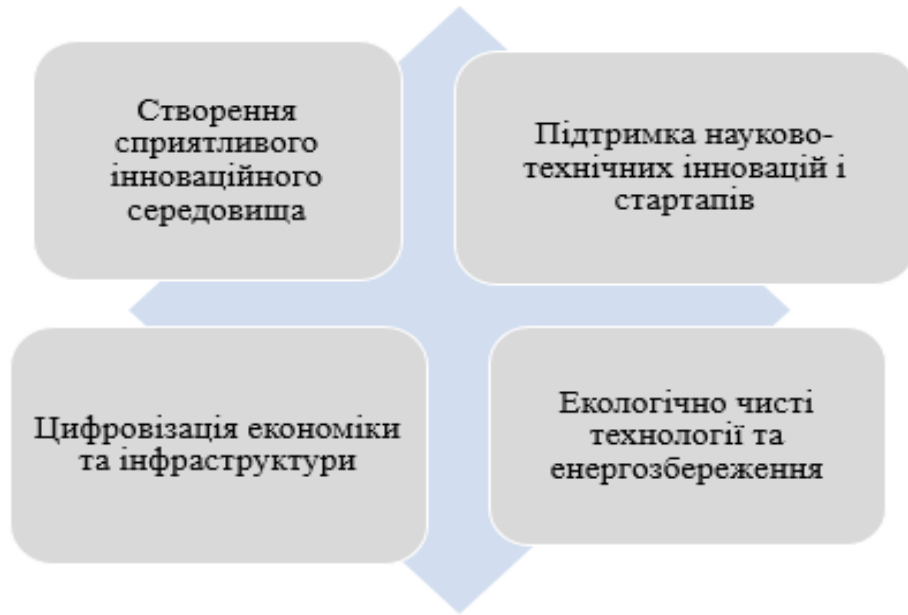 Створення
сприятливого
інноваційного
середовища
Підтримка науково-
технічних інновацій і
стартапів
Цифровізація економіки
та інфраструктури
Екологічно чисті
технології та
енергозбереження